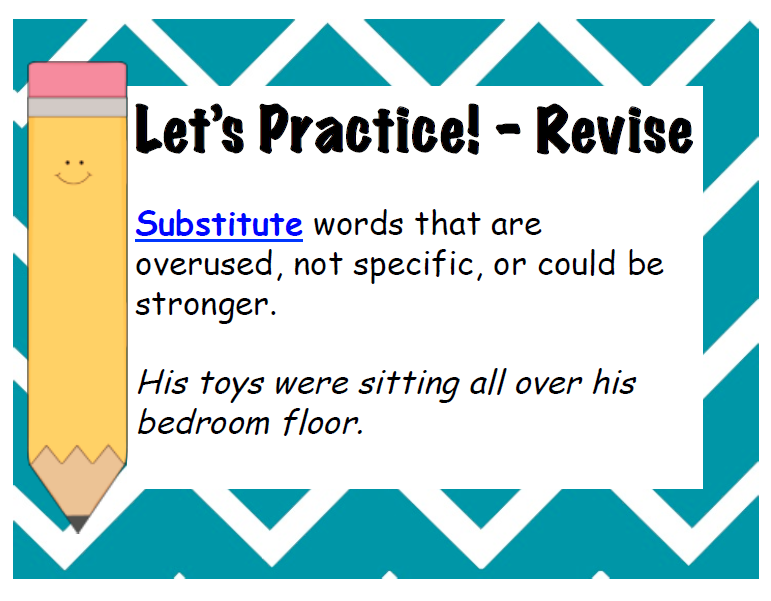 Let's Practice! - Revise
Substitute words that are
overused, not specific, or could be
stronger.
His toys were sitting all over his
bedroom floor.